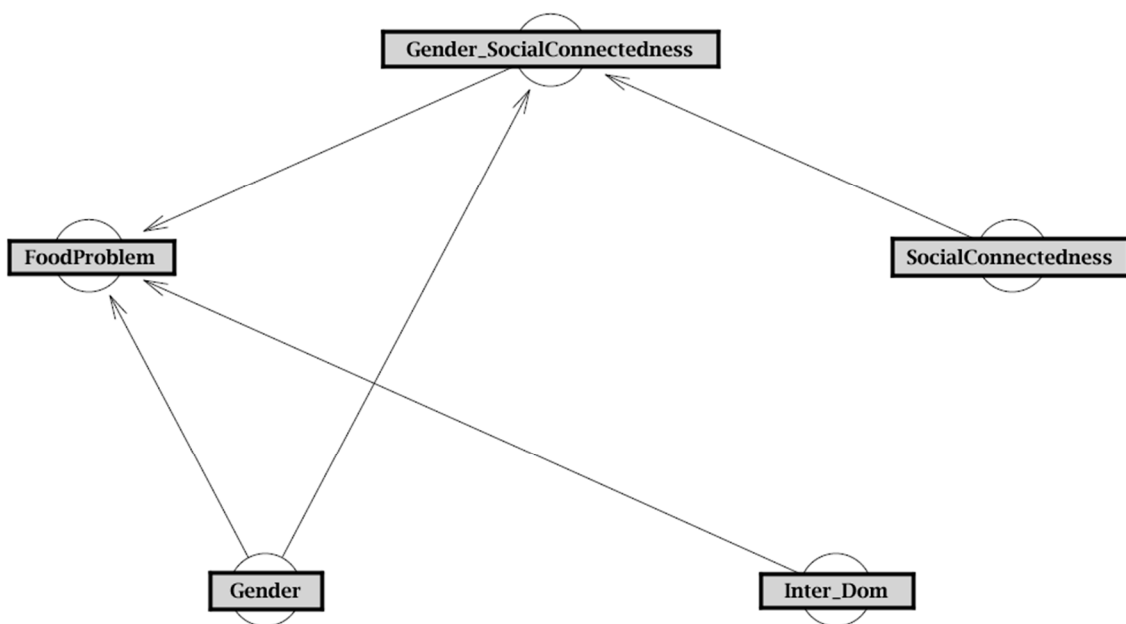 Gender_SocialConnectedness
FoodProblem
SocialConnectedness
Gender
Inter_Dom